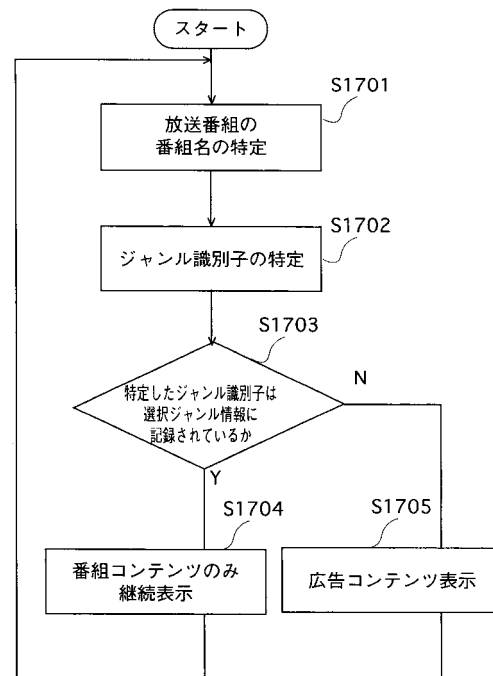 スタート
S1701
放送番組の
番組名の特定
S1702
ジャンル識別子の特定
S1703
特定したジャンル識別子は
選択ジャンル情報に
記録されているか
N
Y
S1704
番組コンテンツのみ
継続表示
S1705
広告コンテンツ表示